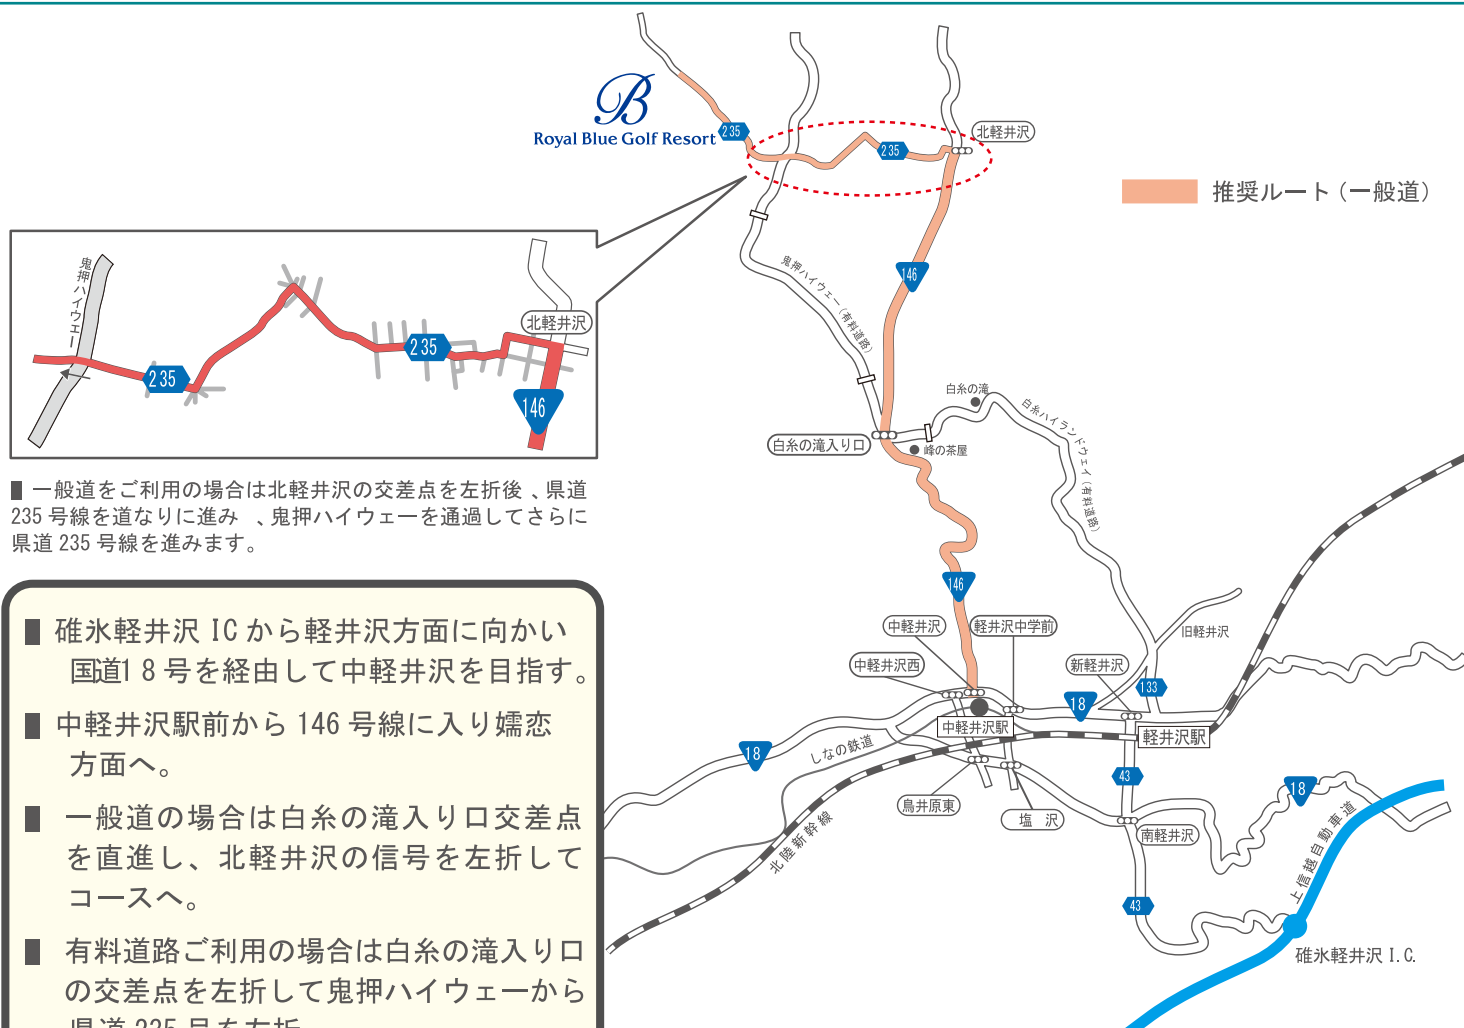 B
Royal Blue Golf Resort
235
235
北軽井沢
推奨ルート（一般道）
146
鬼押ハイウェー（有料道路）
鬼押ハイウェー
北軽井沢
235
235
146
■ 一般道をご利用の場合は北軽井沢の交差点を左折後 、県道
235 号線を道なりに進み 、鬼押ハイウェーを通過してさらに
県道 235 号線を進みます。
白糸の滝
白糸ハイランドウェイ（有料道路）
白糸の滝入り口
峰の茶屋
146
■ 碓氷軽井沢 IC から軽井沢方面に向かい
国道18 号を経由して中軽井沢を目指す。
■ 中軽井沢駅前から 146 号線に入り嬬恋
方面へ。
■ 一般道の場合は白糸の滝入り口交差点
を直進し、北軽井沢の信号を左折して
コースへ。
■ 有料道路ご利用の場合は白糸の滝入り口
の交差点を左折して鬼押ハイウェーから
中軽井沢
軽井沢中学前
旧軽井沢
中軽井沢西
新軽井沢
133
18
中軽井沢駅
軽井沢駅
しなの鉄道
18
43
18
鳥井原東
塩 沢
南軽井沢
北陸新幹線
上信越自動車道
43
碓氷軽井沢 I.C.